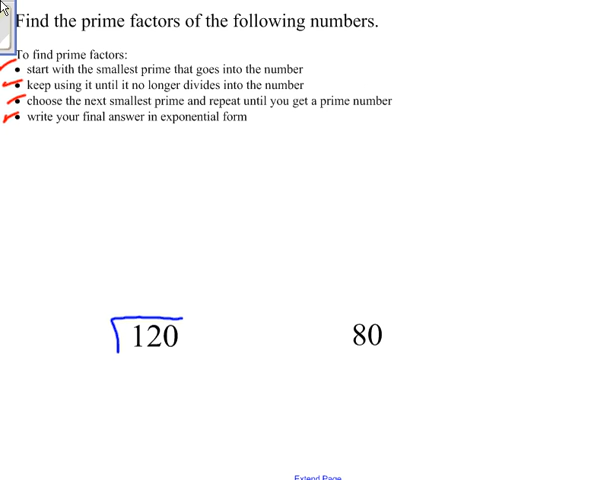 Find the prime factors of the following numbers.
To find prime factors:
• start with the smallest prime that goes into the number
• keep using it until it no longer divides into the number
• choose the next smallest prime and repeat until you get a prime number
• write your final answer in exponential form
120 80
Extend Page